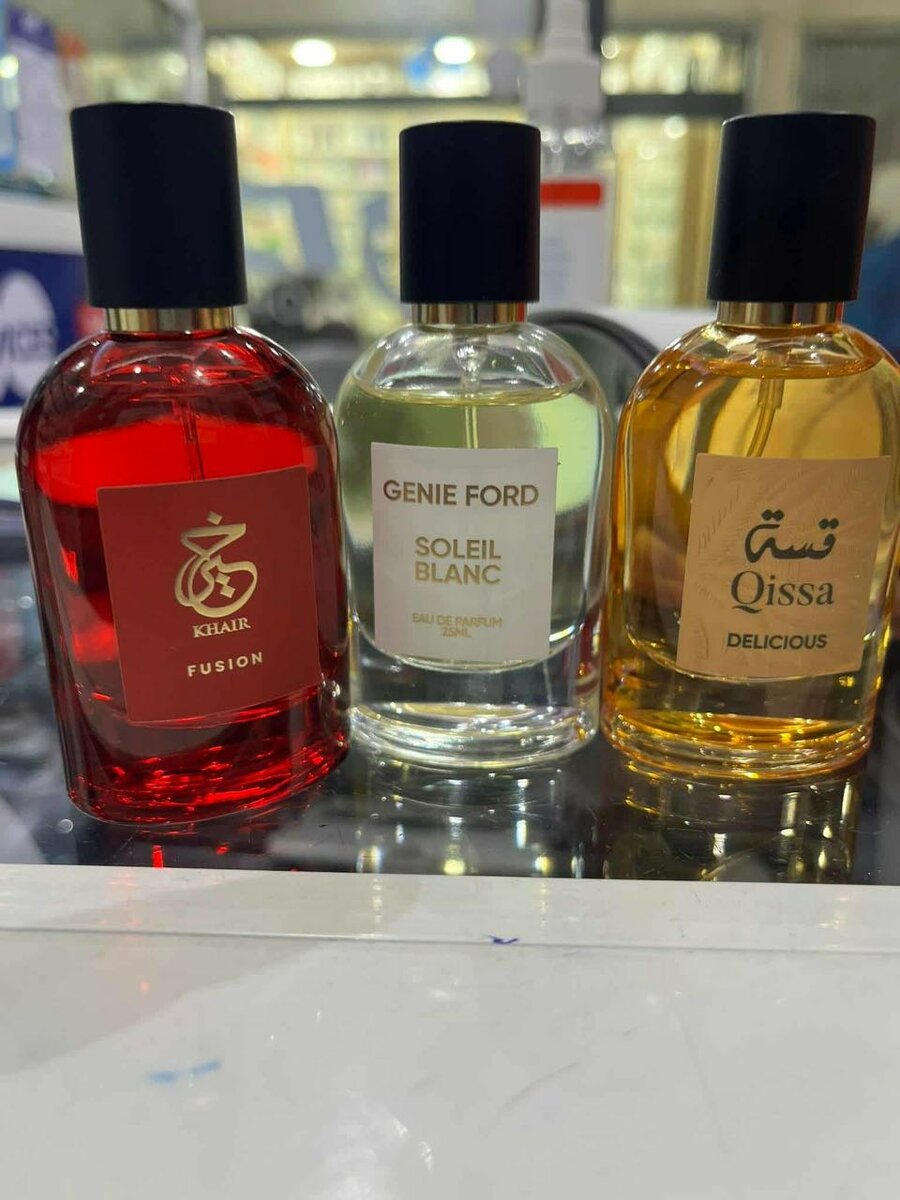 خير
KHAIR
FUSION
GENIE FORD
SOLEIL
BLANC
EAU DE PARFUM
25ML
قسة
Qissa
DELICIOUS